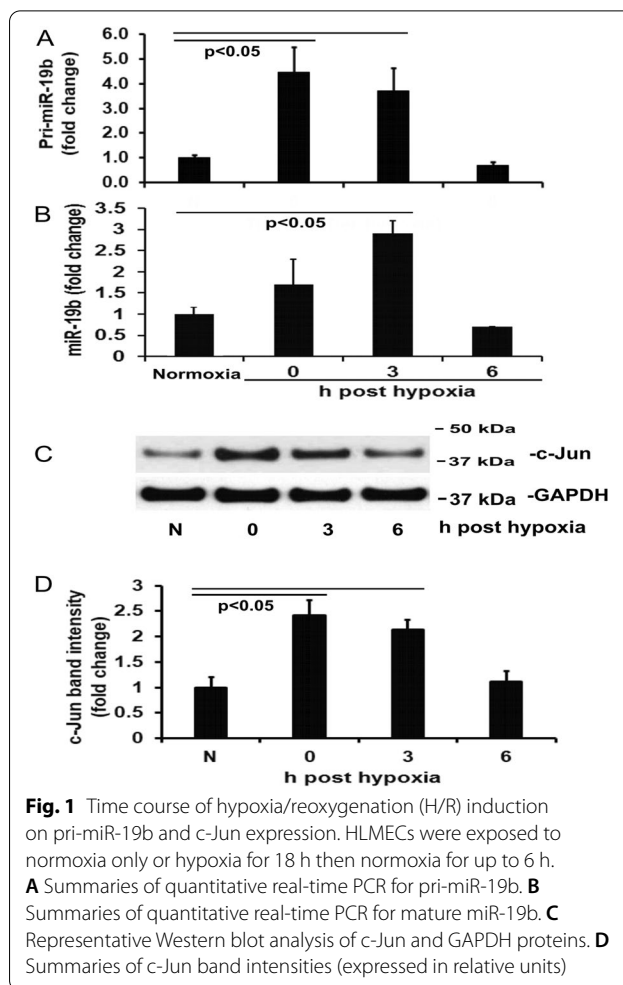 A
Pri-miR-19b
(fold change)
6.0
5.0
4.0
3.0
2.0
1.0
0.0
p<0.05
B
miR-19b (fold change)
3.5
3
2.5
2
1.5
1
0.5
0
p<0.05
Normoxia 0 3 6
h post hypoxia
C
– 50 kDa
– 37 kDa -c-Jun
–37 kDa -GAPDH
N 0 3 6 h post hypoxia
D
c-Jun band intensity
(fold change)
3
2.5
2
1.5
1
0.5
0
p<0.05
N 0 3 6
h post hypoxia
Fig. 1 Time course of hypoxia/reoxygenation (H/R) induction
on pri-miR-19b and c-Jun expression. HLMECs were exposed to
normoxia only or hypoxia for 18 h then normoxia for up to 6 h.
A Summaries of quantitative real-time PCR for pri-miR-19b. B
Summaries of quantitative real-time PCR for mature miR-19b. C
Representative Western blot analysis of c-Jun and GAPDH proteins. D
Summaries of c-Jun band intensities (expressed in relative units)